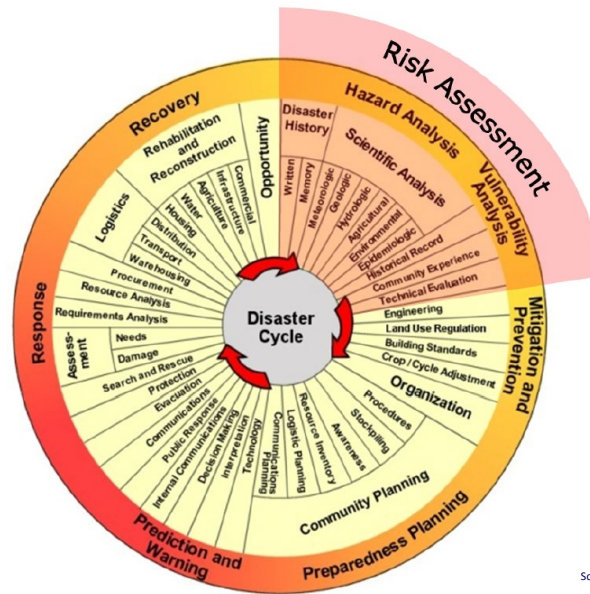 Risk Assessment
Hazard Analysis
Disaster
History
Written
Memory
Scientific Analysis
Meteorologic
Geologic
Hydrologic
Agricultural
Environmental
Epidemiologic
Vulnerability
Analysis
Historical Record
Community Experience
Technical Evaluation
Mitigation and
Prevention
Engineering
Land Use Regulation
Building Standards
Crop / Cycle Adjustment
Preparedness Planning
Organization
Community Planning
Procedures
Stockpiling
Awareness
Resource Inventory
Logistic Planning
Communications
Planning
Prediction and
Warning
Technology
Interpretation
Decision Making
Internal Communications
Public Response
Communications
Response
Evacuation
Protection
Search and Rescue
Assess-
ment
Damage
Needs
Requirements Analysis
Resource Analysis
Procurement
Logistics
Warehousing
Transport
Distribution
Recovery
Rehabilitation
and
Reconstruction
Housing
Water
Agriculture
Infrastructure
Commercial
Opportunity
Disaster
Cycle